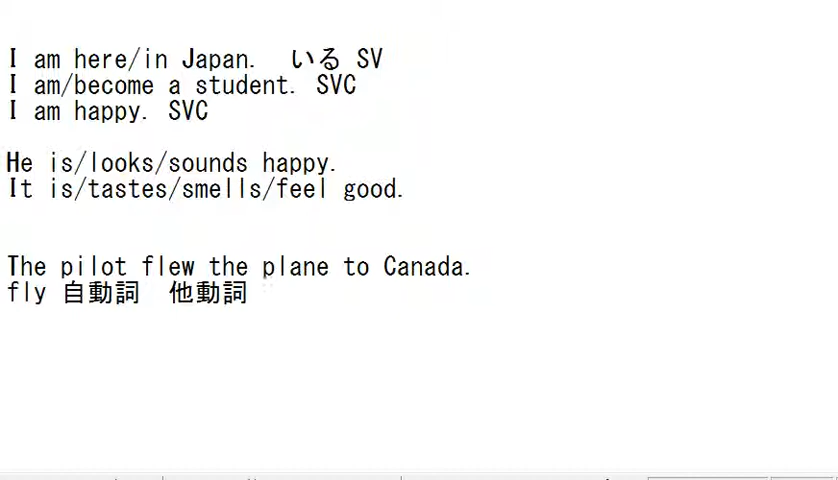 I am here/in Japan.  いる SV
I am/become a student. SVC
I am happy. SVC
He is/looks/sounds happy.
It is/tastes/smells/feel good.
The pilot flew the plane to Canada.
fly 自動詞　他動詞